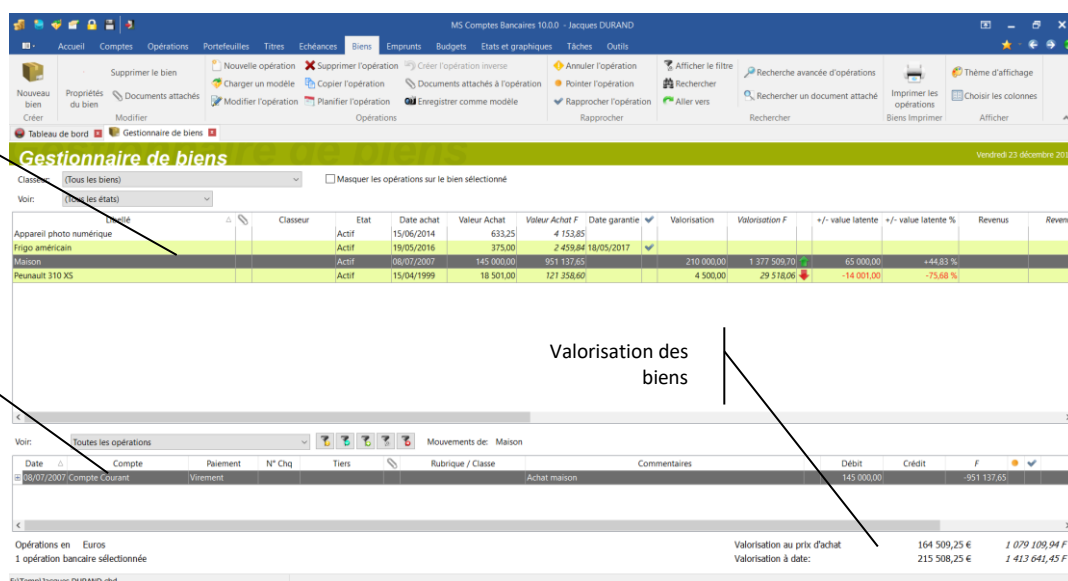 MS Comptes Bancaires 10.0.0 - Jacques DURAND
Accueil Comptes Opérations Portefeuilles Titres Echéances Biens Emprunts Budgets Etats et graphiques Tâches Outils
Nouveau bien
Propriétés du bien
Supprimer le bien
Documents attachés
Nouvelle opération
Charger un modèle
Modifier l'opération
Supprimer l'opération
Copier l'opération
Planifier l'opération
Créer l'opération inverse
Documents attachés à l'opération
Enregistrer comme modèle
Annuler l'opération
Pointer l'opération
Rapprocher l'opération
Afficher le filtre
Rechercher
Aller vers
Recherche avancée d'opérations
Rechercher un document attaché
Imprimer les opérations
Thème d'affichage
Choisir les colonnes
Créer Modifier Opérations Rapprocher Rechercher Biens Imprimer Afficher
Tableau de bord Gestionnaire de biens
Gestionnaire de biens
Vendredi 23 décembre 201
Classeur: (Tous les biens) Masquer les opérations sur le bien sélectionné
Voir: (Tous les états)
Libellé Classeur Etat Date achat Valeur Achat Valeur Achat F Date garantie Valorisation Valorisation F +/- value latente +/- value latente % Revenus Reven
Appareil photo numérique Actif 15/06/2014 633,25 4 153,85
Frigo américain Actif 19/05/2016 375,00 2 459,84 18/05/2017
Maison Actif 08/07/2007 145 000,00 951 137,65 210 000,00 1 377 509,70 65 000,00 +44,83 %
Peunault 310 XS Actif 15/04/1999 18 501,00 121 358,60 4 500,00 29 518,06 -14 001,00 -75,68 %
Valorisation des biens
Voir: Toutes les opérations Mouvements de: Maison
Date Compte Paiement N° Chq Tiers Rubrique / Classe Commentaires Débit Crédit F
08/07/2007 Compte Courant Virement Achat maison 145 000,00 -951 137,65
Opérations en Euros
1 opération bancaire sélectionnée
Valorisation au prix d'achat 164 509,25 € 1 079 109,94 F
Valorisation à date: 215 508,25 € 1 413 641,45 F